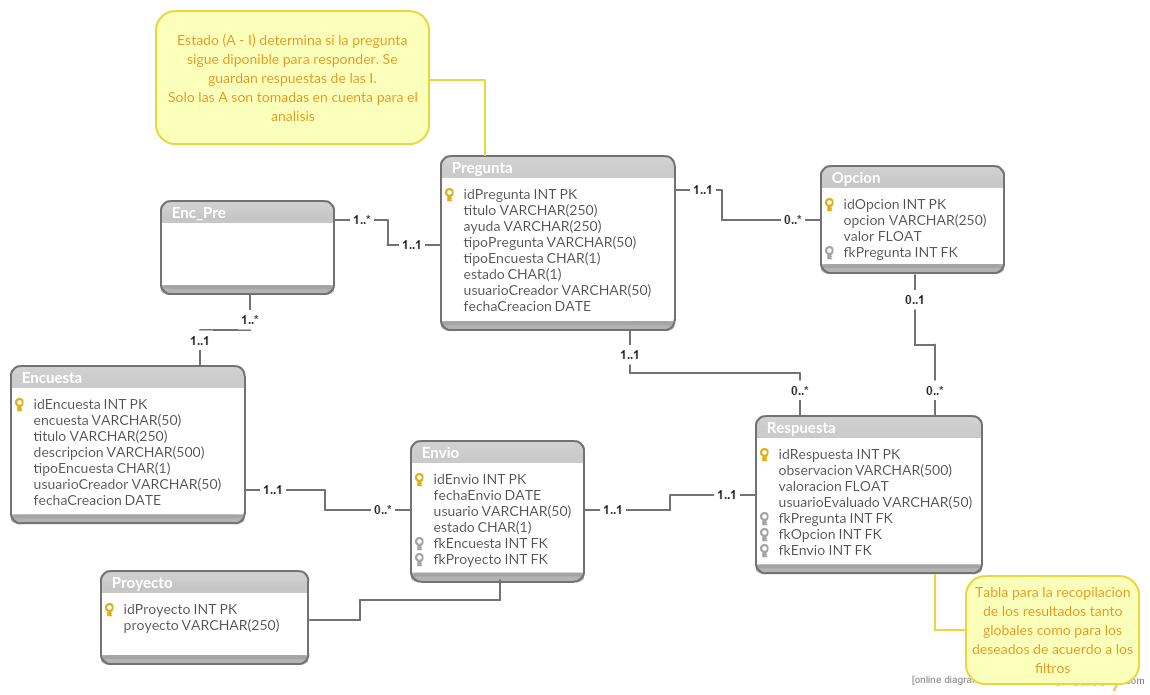 Estado (A - I) determina si la pregunta
sigue diponible para responder. Se
guardan respuestas de las I.
Solo las A son tomadas en cuenta para el
analisis
Pregunta
idPregunta INT PK
titulo VARCHAR(250)
ayuda VARCHAR(250)
tipoPregunta VARCHAR(50)
tipoEncuesta CHAR(1)
estado CHAR(1)
usuarioCreador VARCHAR(50)
fechaCreacion DATE
1..1
0..*
Opcion
idOpcion INT PK
opcion VARCHAR(250)
valor FLOAT
fkPregunta INT FK
Enc_Pre
1..*
1..1
1..*
1..1
0..1
0..*
1..1
0..*
Encuesta
idEncuesta INT PK
encuesta VARCHAR(50)
titulo VARCHAR(250)
descripcion VARCHAR(500)
tipoEncuesta CHAR(1)
usuarioCreador VARCHAR(50)
fechaCreacion DATE
1..1
0..*
Envio
idEnvio INT PK
fechaEnvio DATE
usuario VARCHAR(50)
estado CHAR(1)
fkEncuesta INT FK
fkProyecto INT FK
1..1
1..1
Respuesta
idRespuesta INT PK
observacion VARCHAR(500)
valoracion FLOAT
usuarioEvaluado VARCHAR(50)
fkPregunta INT FK
fkOpcion INT FK
fkEnvio INT FK
Proyecto
idProyecto INT PK
proyecto VARCHAR(250)
Tabla para la recopilacion
de los resultados tanto
globales como para los
deseados de acuerdo a los
filtros
[online